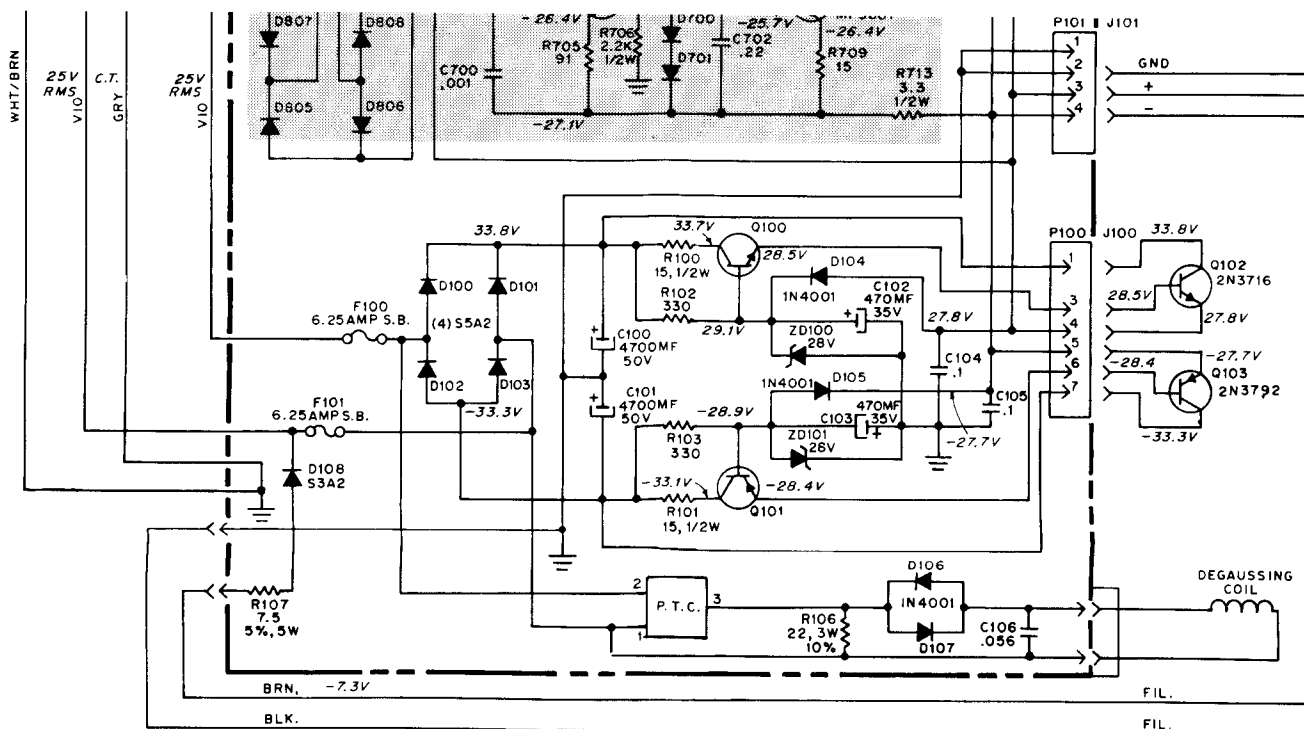 D807
D808
-26.4V
R706
2.2K
1/2W
D700
-25.7V
-26.4V
P101
J101
R705
91
C700
.001
D701
C702
.22
R709
15
R713
3.3
1/2W
1
2
3
4
GND
+
-
WHT/BRN
25V
RMS
VIO
C.T.
GRY
25V
RMS
VIO
D805
D806
-27.1V
33.8V
33.7V
Q100
28.5V
R100
15, 1/2W
D104
1N4001
C102
470MF
35V
+
P100
J100
33.8V
Q102
2N3716
28.5V
27.8V
1
3
4
5
6
7
D100
D101
F100
6.25AMP S.B.
(4) S5A2
R102
330
29.1V
27.8V
ZD100
28V
+
C100
4700MF
50V
C104
.1
D102
D103
-33.3V
F101
6.25AMP S.B.
+
C101
4700MF
50V
1N4001
D105
C105
.1
-27.7V
-28.4
Q103
2N3792
-33.3V
-28.9V
C103
470MF
35V
+
-27.7V
R103
330
ZD101
28V
D108
S3A2
-33.1V
-28.4V
Q101
R101
15, 1/2W
R107
7.5
5%, 5W
2
P.T.C.
3
1
R106
22, 3W
10%
D106
1N4001
D107
C106
.056
DEGAUSSING
COIL
BRN,
-7.3V
FIL.
BLK.
FIL.